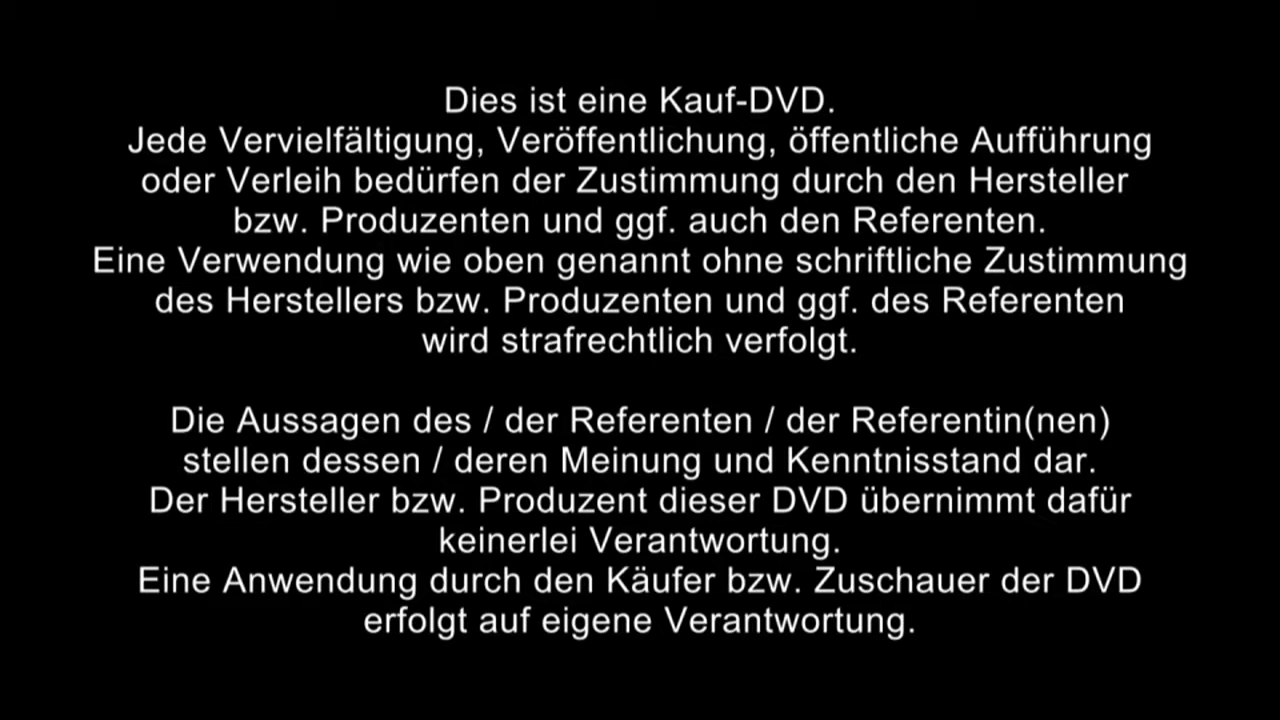 Dies ist eine Kauf-DVD.
Jede Vervielfältigung, Veröffentlichung, öffentliche Aufführung
oder Verleih bedürfen der Zustimmung durch den Hersteller
bzw. Produzenten und ggf. auch den Referenten.
Eine Verwendung wie oben genannt ohne schriftliche Zustimmung
des Herstellers bzw. Produzenten und ggf. des Referenten
wird strafrechtlich verfolgt.
Die Aussagen des / der Referenten / der Referentin(nen)
stellen dessen / deren Meinung und Kenntnisstand dar.
Der Hersteller bzw. Produzent dieser DVD übernimmt dafür
keinerlei Verantwortung.
Eine Anwendung durch den Käufer bzw. Zuschauer der DVD
erfolgt auf eigene Verantwortung.